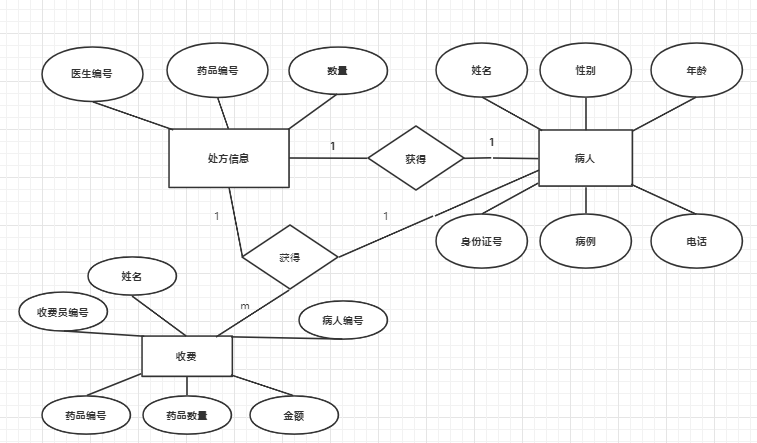 医生编号
药品编号
数量
姓名
性别
年龄
处方信息
1
获得
1
病人
1
1
身份证号
病例
电话
获得
姓名
m
收费员编号
病人编号
收费
药品编号
药品数量
金额